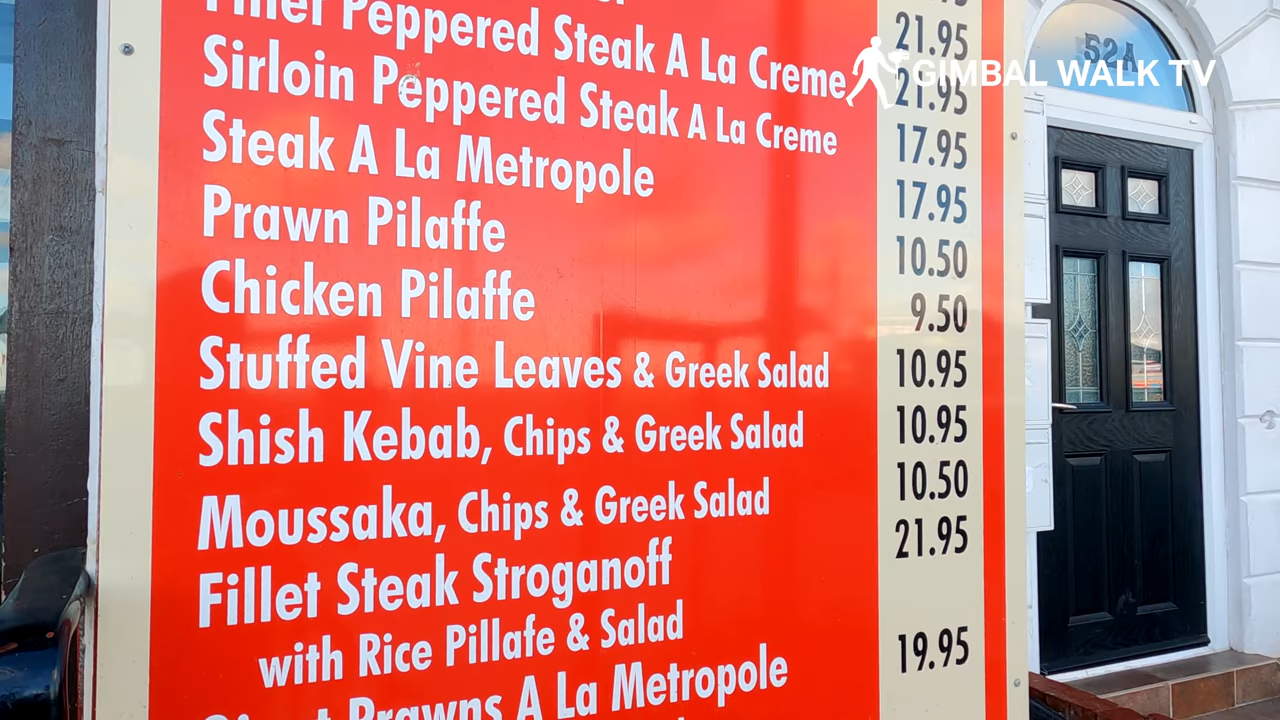 Fillet Peppered Steak A La Creme 21.95
Sirloin Peppered Steak A La Creme 21.95
Steak A La Metropole 17.95
Prawn Pilaffe 17.95
Chicken Pilaffe 10.50
Stuffed Vine Leaves & Greek Salad 9.50
Shish Kebab, Chips & Greek Salad 10.95
Moussaka, Chips & Greek Salad 10.95
Fillet Steak Stroganoff 10.50
with Rice Pillafe & Salad 21.95
Prawns A La Metropole 19.95
52A
GIMBAL WALK TV